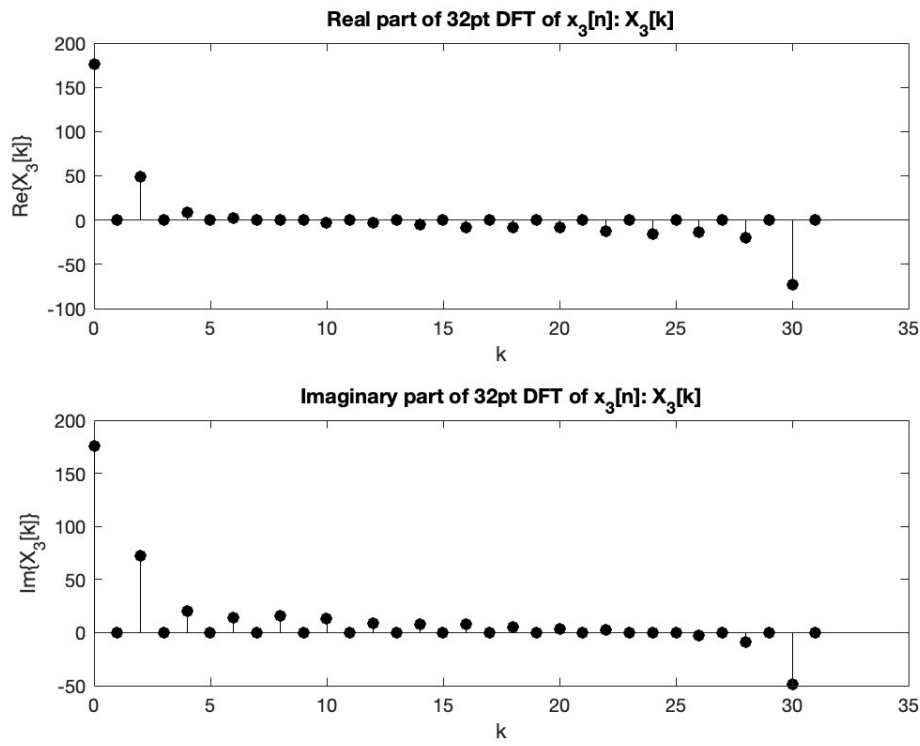 Real part of 32pt DFT of x3[n]: X3[k]
200
150
100
50
0
-50
-100
Re{X3[k]}
0 5 10 15 20 25 30 35
k
Imaginary part of 32pt DFT of x3[n]: X3[k]
200
150
100
50
0
-50
Im{X3[k]}
0 5 10 15 20 25 30 35
k